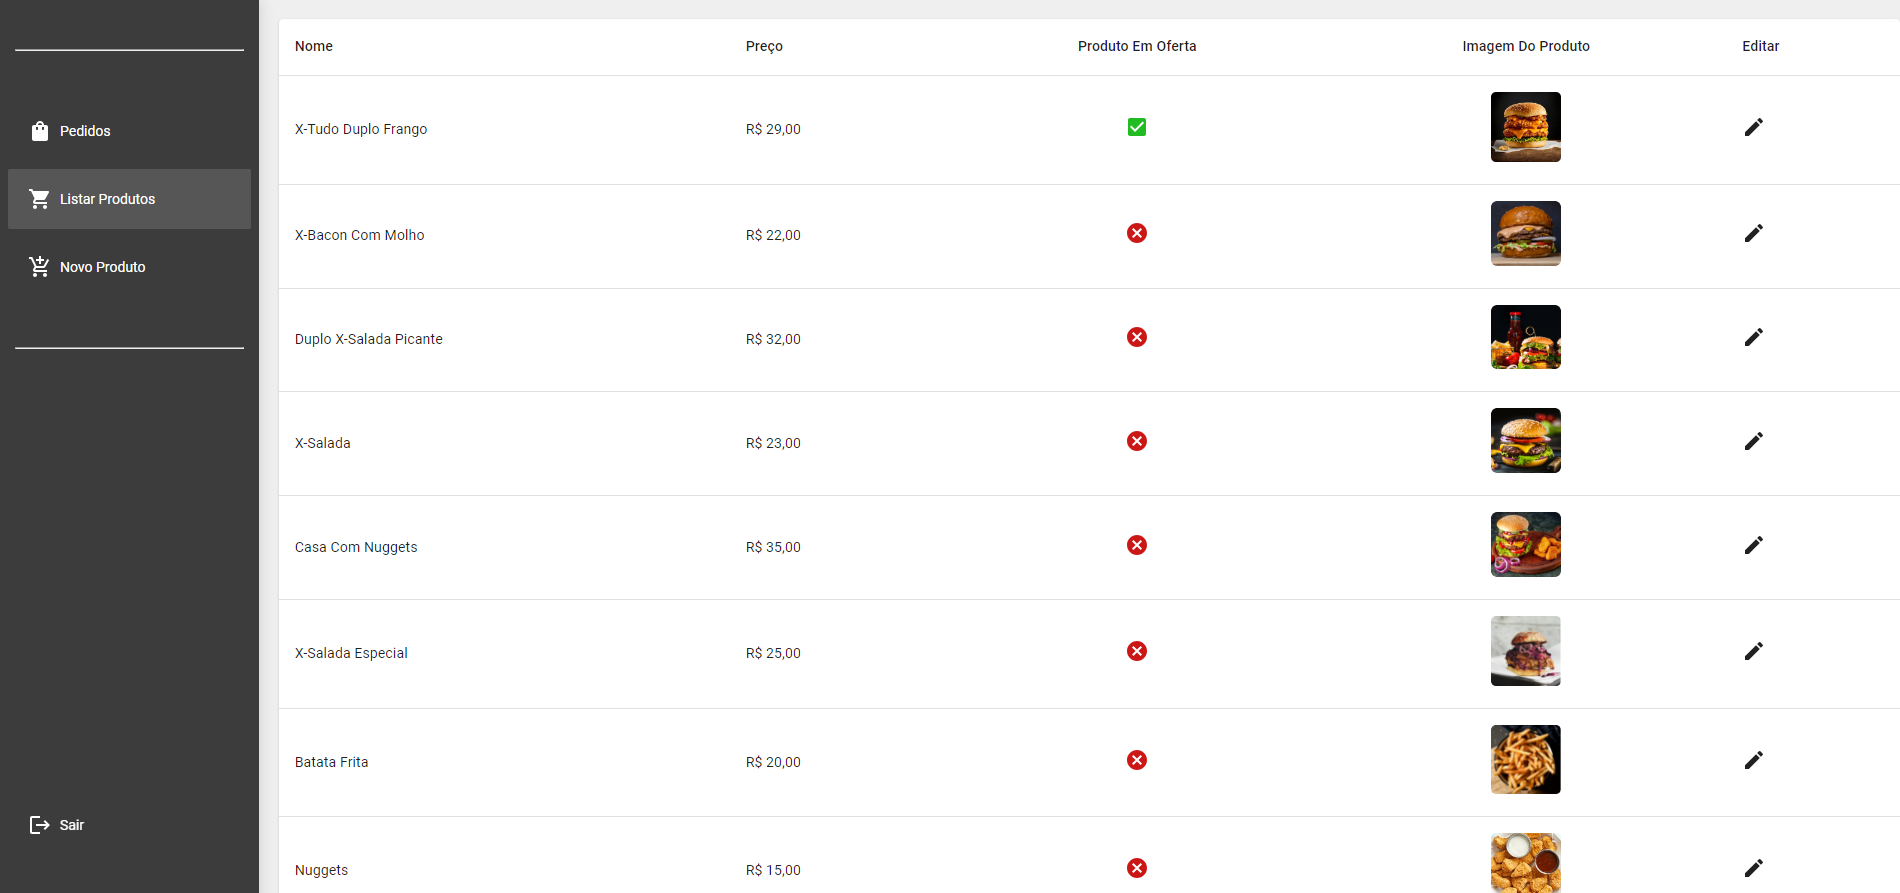 Pedidos
Listar Produtos
Novo Produto
Sair
Nome Preço Produto Em Oferta Imagem Do Produto Editar
X-Tudo Duplo Frango R$ 29,00
X-Bacon Com Molho R$ 22,00
Duplo X-Salada Picante R$ 32,00
X-Salada R$ 23,00
Casa Com Nuggets R$ 35,00
X-Salada Especial R$ 25,00
Batata Frita R$ 20,00
Nuggets R$ 15,00